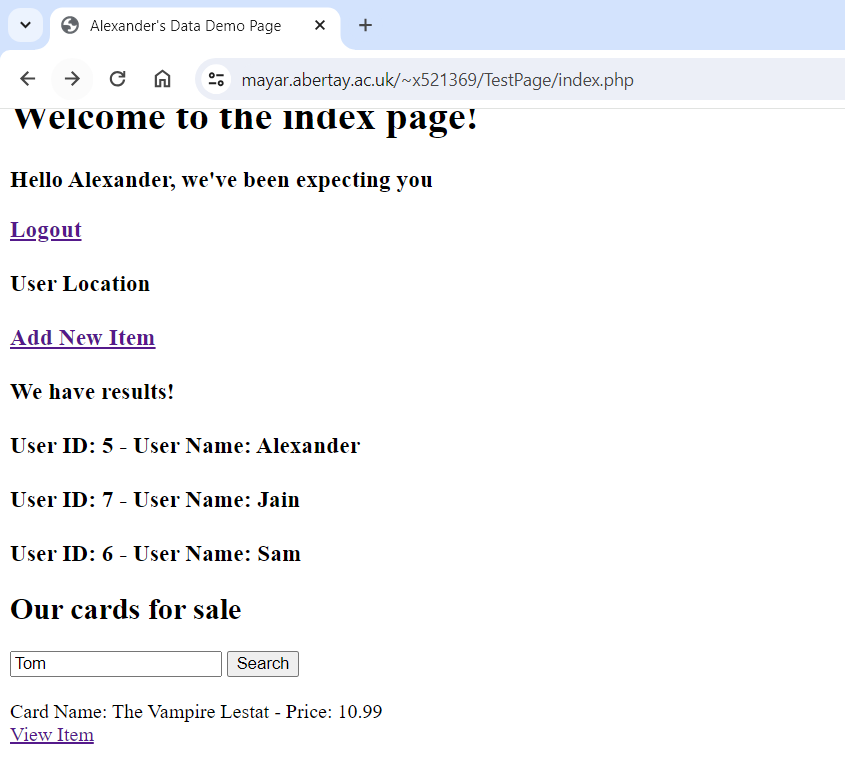 Alexander's Data Demo Page
mayar.abertay.ac.uk/~x521369/TestPage/index.php
Welcome to the index page!
Hello Alexander, we've been expecting you
Logout
User Location
Add New Item
We have results!
User ID: 5 - User Name: Alexander
User ID: 7 - User Name: Jain
User ID: 6 - User Name: Sam
Our cards for sale
Tom Search
Card Name: The Vampire Lestat - Price: 10.99
View Item